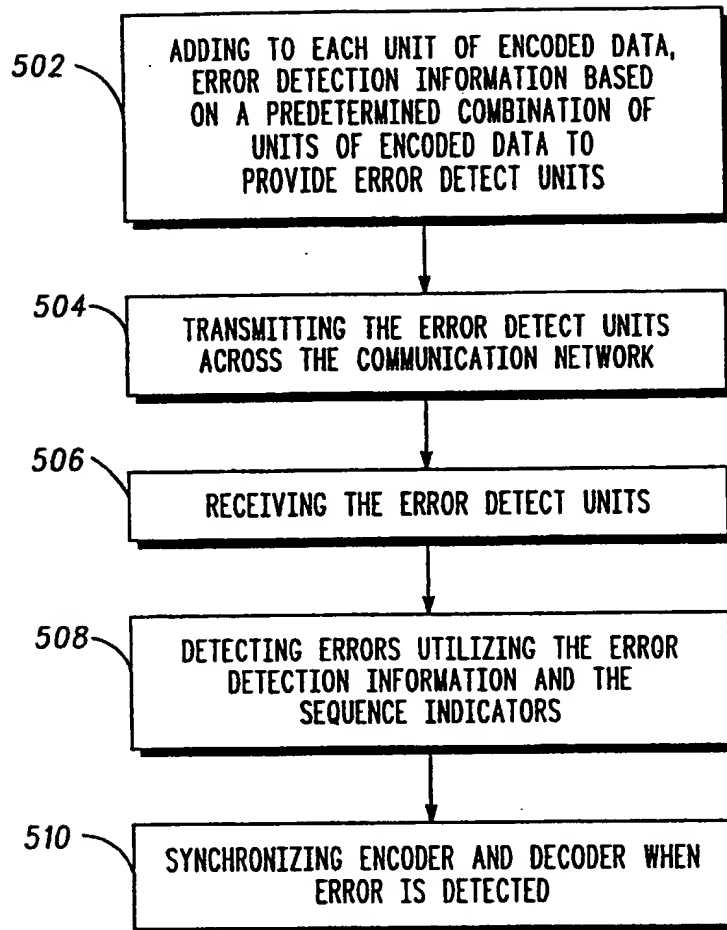 502
ADDING TO EACH UNIT OF ENCODED DATA,
ERROR DETECTION INFORMATION BASED
ON A PREDETERMINED COMBINATION OF
UNITS OF ENCODED DATA TO
PROVIDE ERROR DETECT UNITS
504
TRANSMITTING THE ERROR DETECT UNITS
ACROSS THE COMMUNICATION NETWORK
506
RECEIVING THE ERROR DETECT UNITS
508
DETECTING ERRORS UTILIZING THE ERROR
DETECTION INFORMATION AND THE
SEQUENCE INDICATORS
510
SYNCHRONIZING ENCODER AND DECODER WHEN
ERROR IS DETECTED